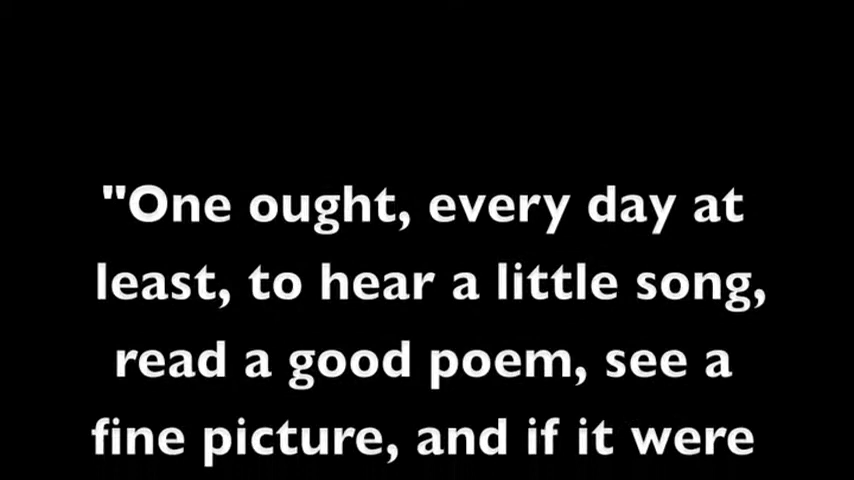 "One ought, every day at
least, to hear a little song,
read a good poem, see a
fine picture, and if it were